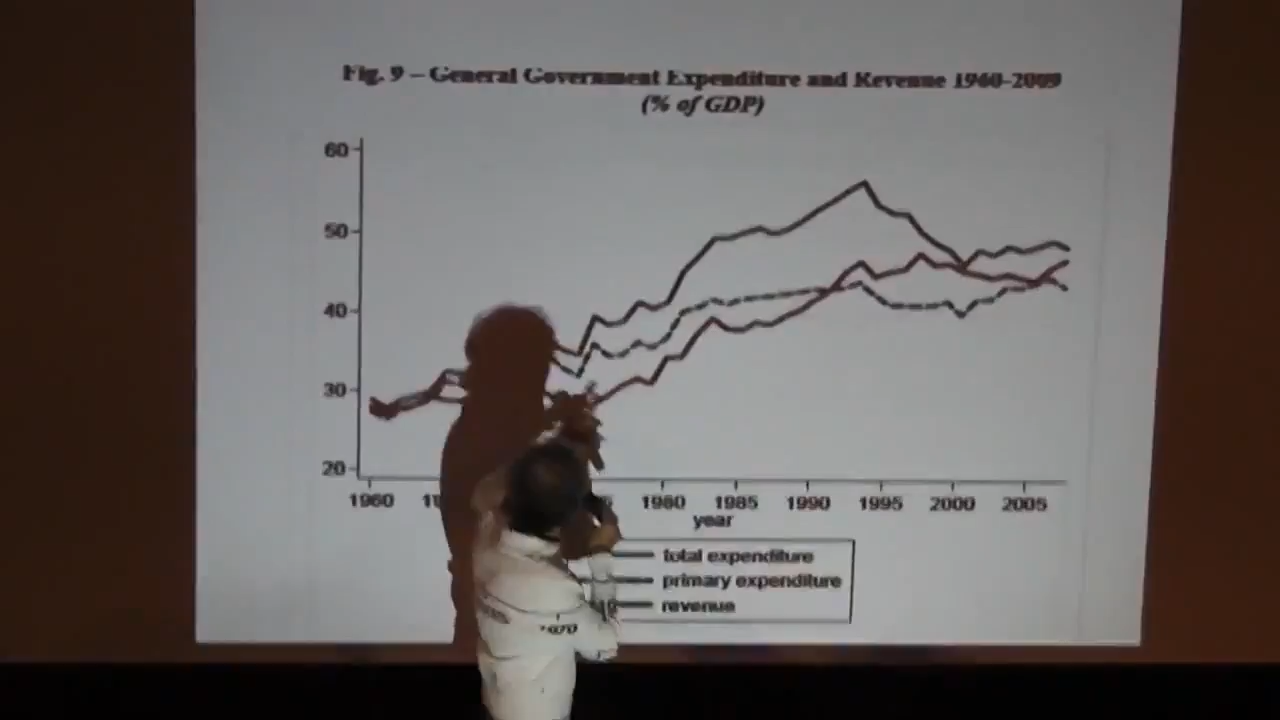 Fig. 9 – General Government Expenditure and Revenue 1960-2009
(% of GDP)
60
50
40
30
20
1960 1980 1985 1990 1995 2000 2005
year
total expenditure
primary expenditure
revenue
1970